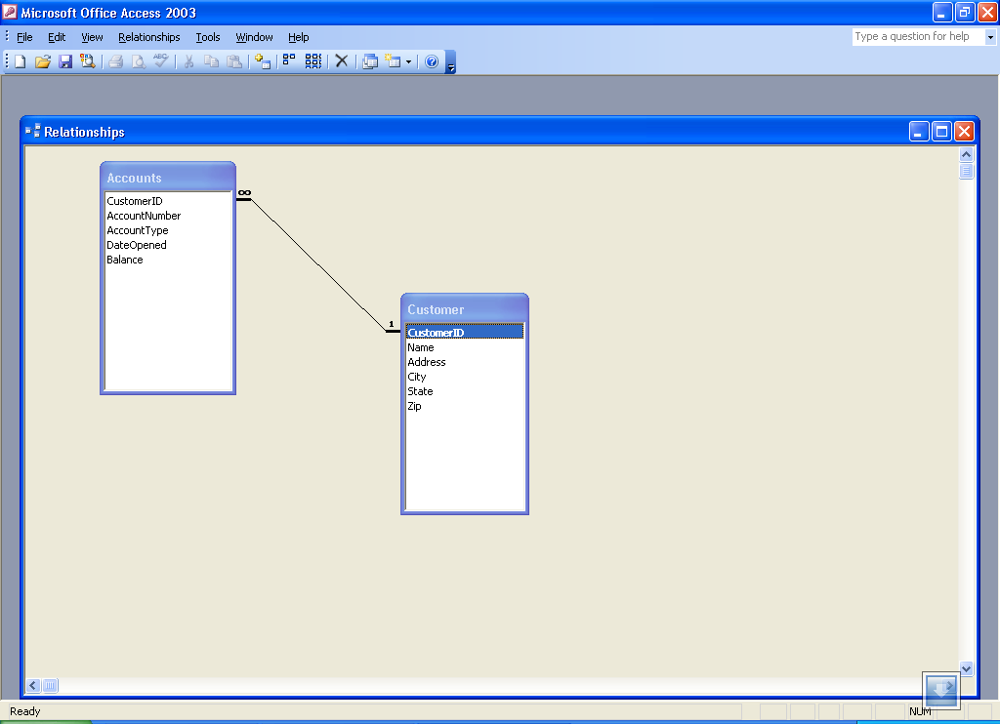 Microsoft Office Access 2003
File Edit View Relationships Tools Window Help
Type a question for help
ABC
Relationships
Accounts
CustomerID
AccountNumber
AccountType
DateOpened
Balance
∞
1
Customer
CustomerID
Name
Address
City
State
Zip
Ready
NUM